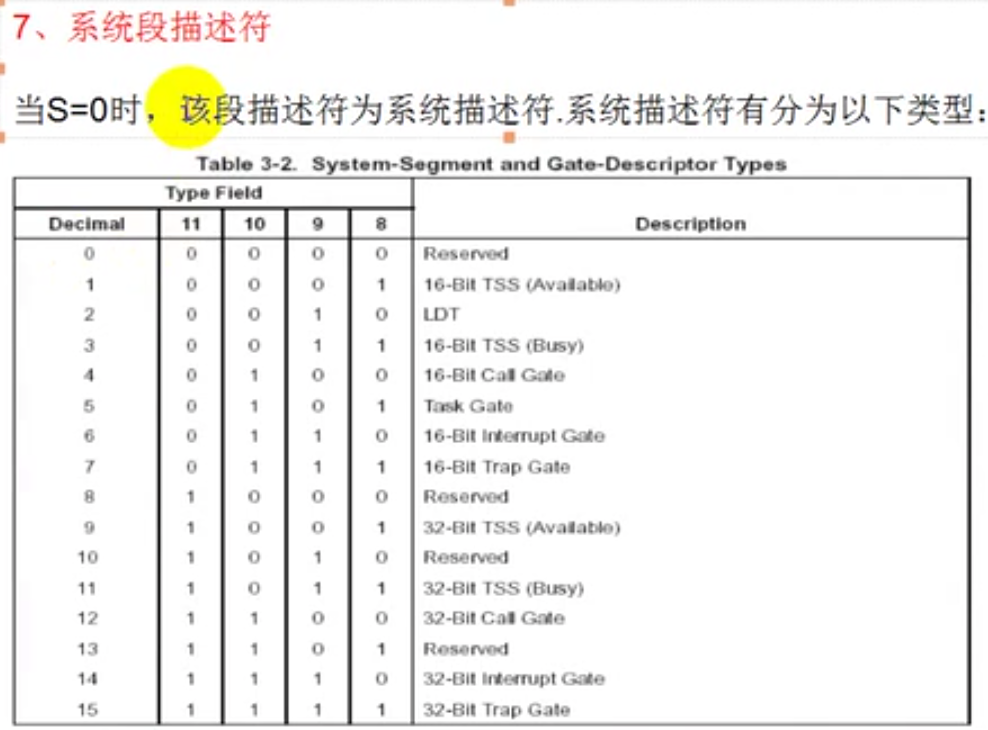 7、系统段描述符
当S=0时，该段描述符为系统描述符.系统描述符有分为以下类型：
Table 3-2. System-Segment and Gate-Descriptor Types
Type Field
Decimal 11 10 9 8 Description
0 0 0 0 0 Reserved
1 0 0 0 1 16-Bit TSS (Available)
2 0 0 1 0 LDT
3 0 0 1 1 16-Bit TSS (Busy)
4 0 1 0 0 16-Bit Call Gate
5 0 1 0 1 Task Gate
6 0 1 1 0 16-Bit Interrupt Gate
7 0 1 1 1 16-Bit Trap Gate
8 1 0 0 0 Reserved
9 1 0 0 1 32-Bit TSS (Available)
10 1 0 1 0 Reserved
11 1 0 1 1 32-Bit TSS (Busy)
12 1 1 0 0 32-Bit Call Gate
13 1 1 0 1 Reserved
14 1 1 1 0 32-Bit Interrupt Gate
15 1 1 1 1 32-Bit Trap Gate